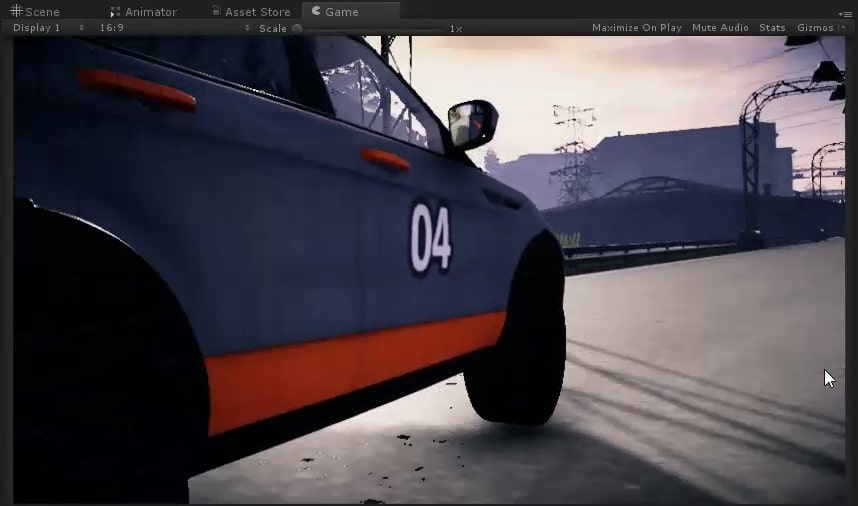 Scene Animator Asset Store Game
Display 1 16:9 Scale 1x Maximize On Play Mute Audio Stats Gizmos
04